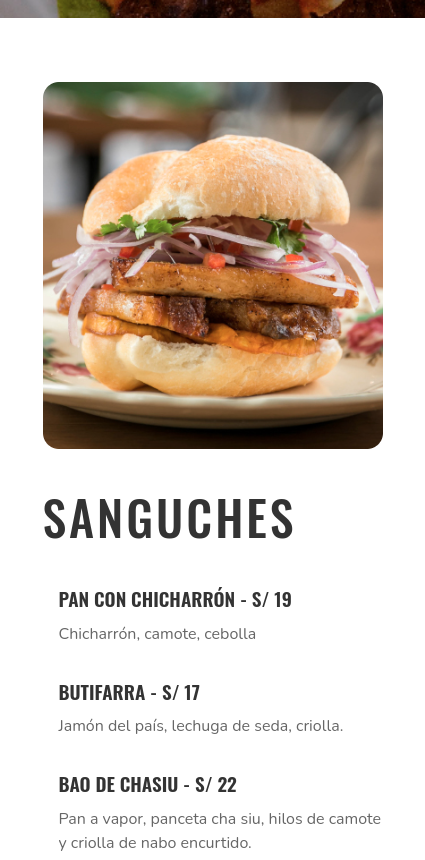 SANGUCHES
PAN CON CHICHARRÓN - S/ 19
Chicharrón, camote, cebolla
BUTIFARRA - S/ 17
Jamón del país, lechuga de seda, criolla.
BAO DE CHASIU - S/ 22
Pan a vapor, panceta cha siu, hilos de camote
y criolla de nabo encurtido.